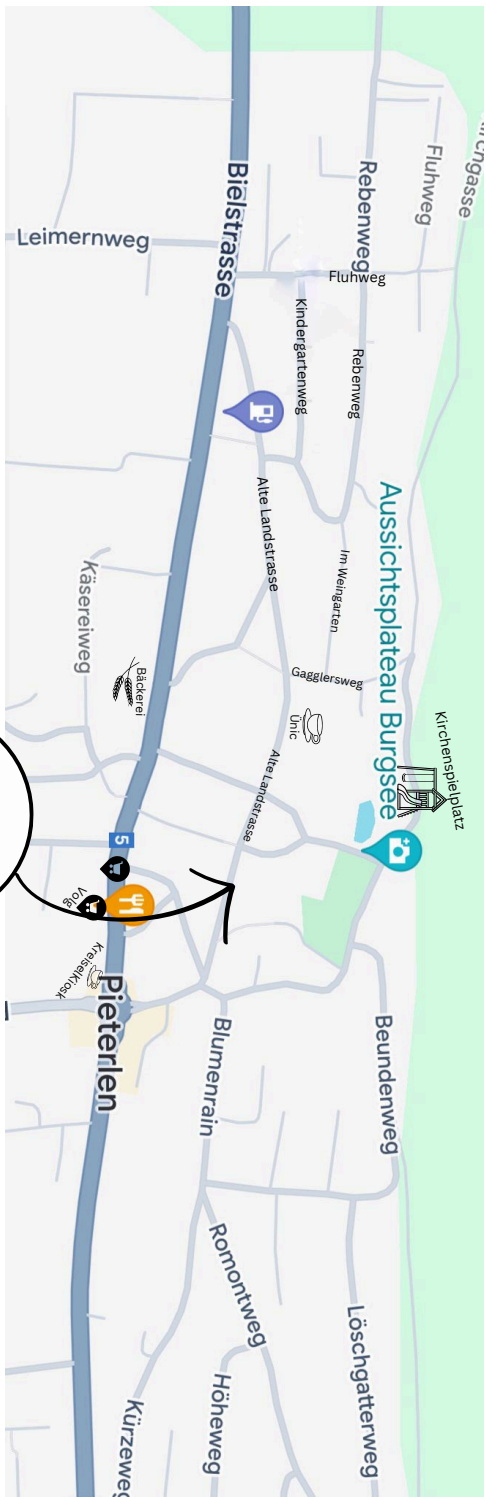 irchgasse
Fluhweg
Rebenweg
Bielstrasse
Leimernweg
Fluhweg
Kindergartenweg
Rebenweg
Alte Landstrasse
Im Weingarten
Aussichtsplateau Burgsee
Käsereiweg
Bäckerei
Gagglersweg
Ünic
Kirchenspielplatz
Alte Landstrasse
5
Volg
KreiselKiosk
Pieterlen
Blumenrain
Beundenweg
Romontweg
Löschgatterweg
Höheweg
Kürzeweg